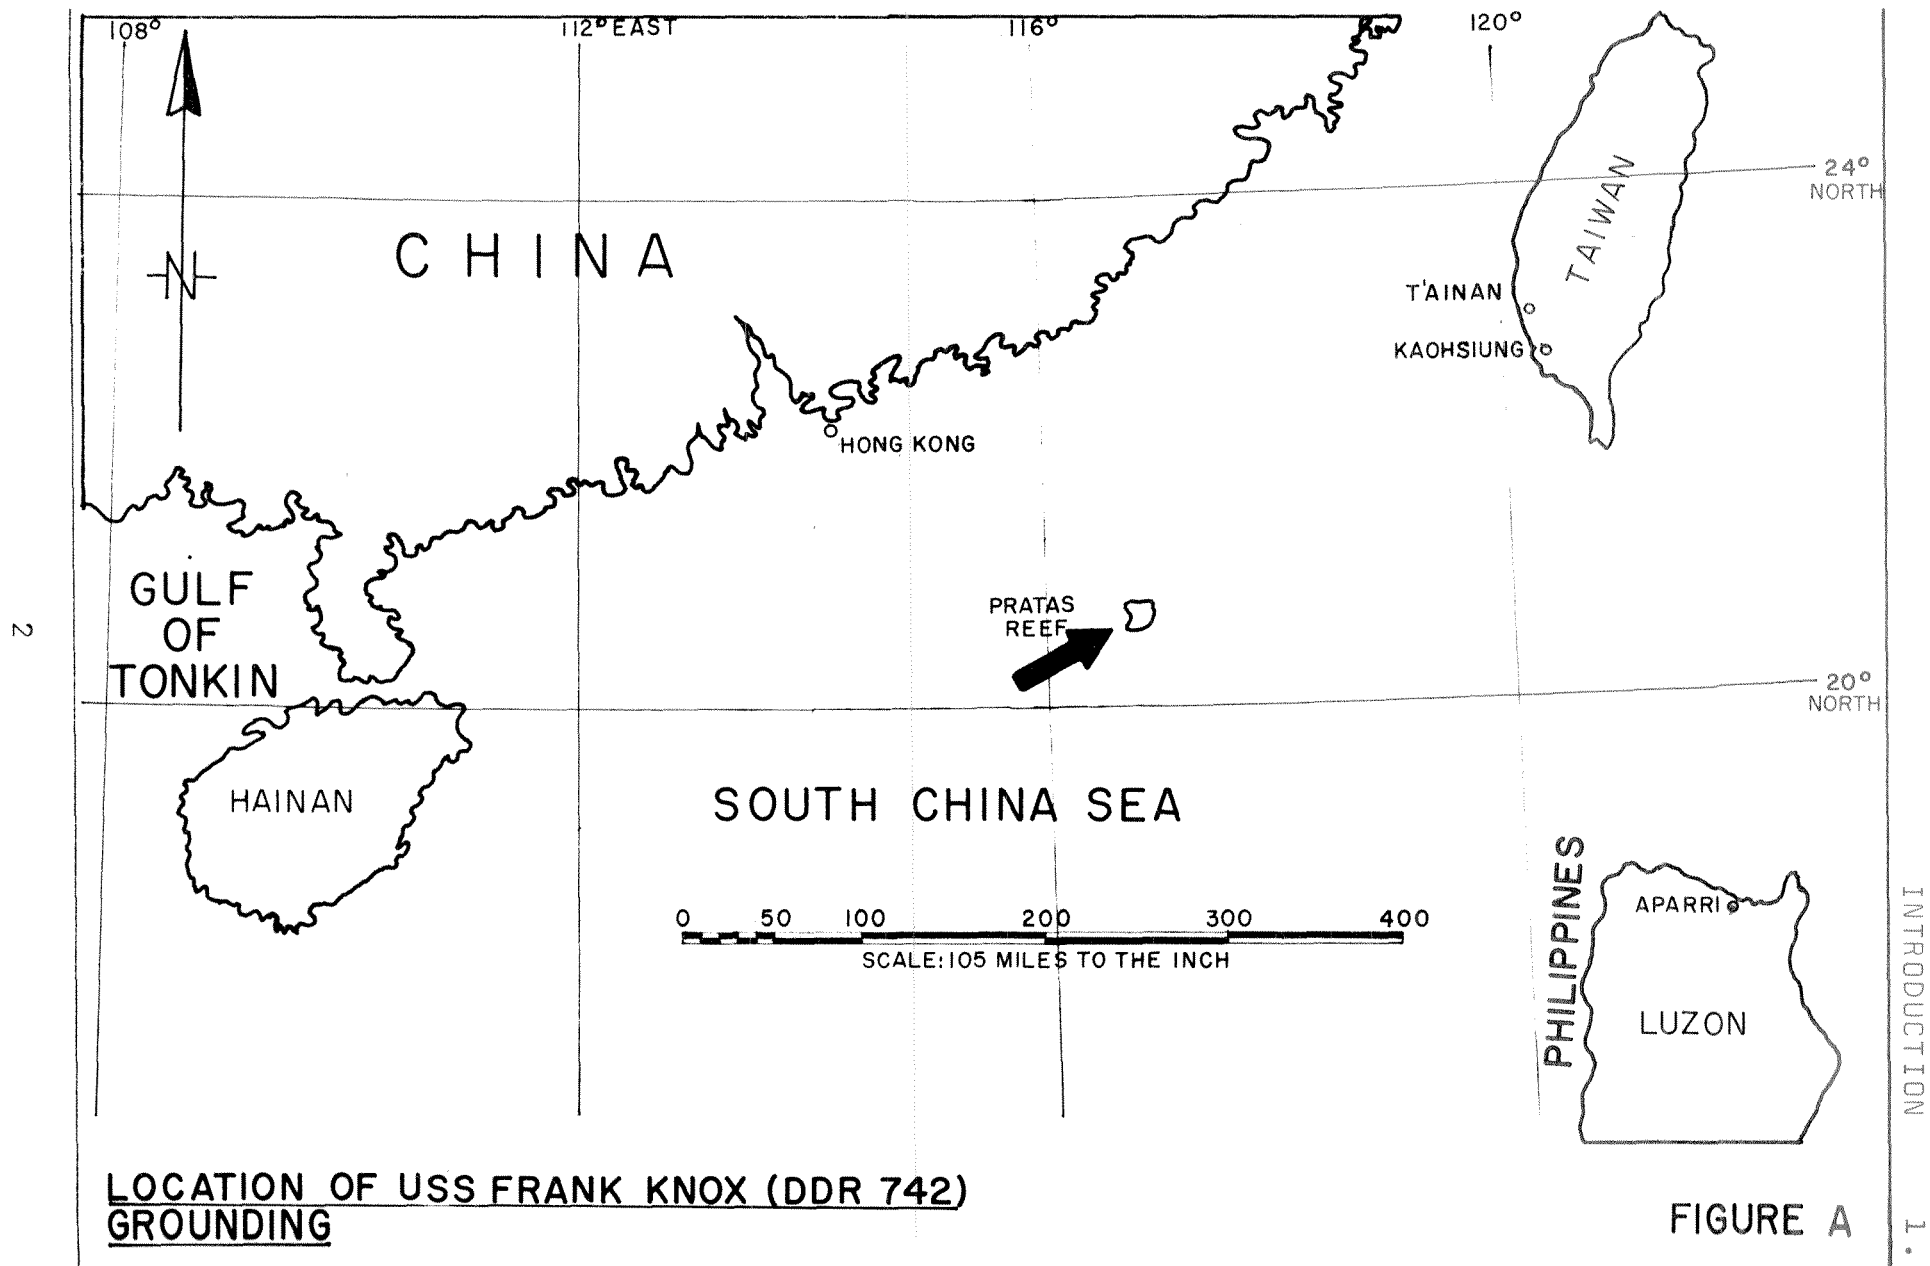 108°
112° EAST
116°
120°
24°
NORTH
N
CHINA
TAIWAN
T'AINAN
KAOHSIUNG
HONG KONG
GULF
OF
TONKIN
PRATAS
REEF
20°
NORTH
HAINAN
SOUTH CHINA SEA
0 50 100 200 300 400
SCALE: 105 MILES TO THE INCH
PHILIPPINES
APARRI
LUZON
LOCATION OF USS FRANK KNOX (DDR 742)
GROUNDING
FIGURE A
2
INTRODUCTION 1.